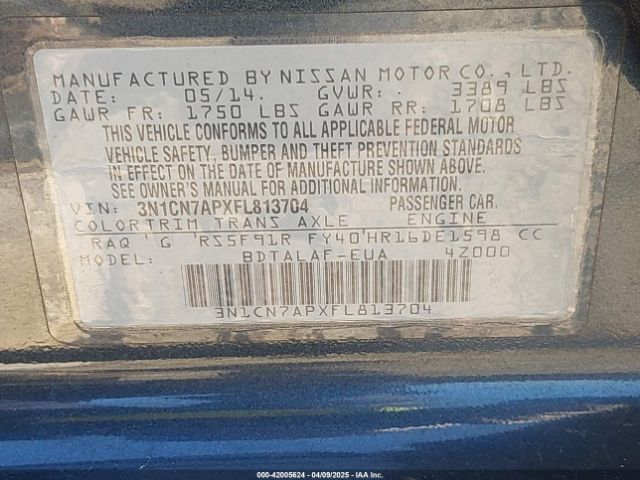 MANUFACTURED BY NISSAN MOTOR CO., LTD.
DATE: 05/14. GVWR: 3389 LBS
GAWR FR: 1750 LBS GAWR RR: 1708 LBS
THIS VEHICLE CONFORMS TO ALL APPLICABLE FEDERAL MOTOR
VEHICLE SAFETY, BUMPER AND THEFT PREVENTION STANDARDS
IN EFFECT ON THE DATE OF MANUFACTURE SHOWN ABOVE.
SEE OWNER'S MANUAL FOR ADDITIONAL INFORMATION.
VIN: 3N1CN7APXFL813704 PASSENGER CAR.
COLOR TRIM TRANS AXLE ENGINE
RAQ G RS5F91R FY40 HR16DE1598 CC
MODEL: BDTALAF-EUA 4Z000
3N1CN7APXFL813704
000-42005624 | 04/09/2025 | IAA, Inc.